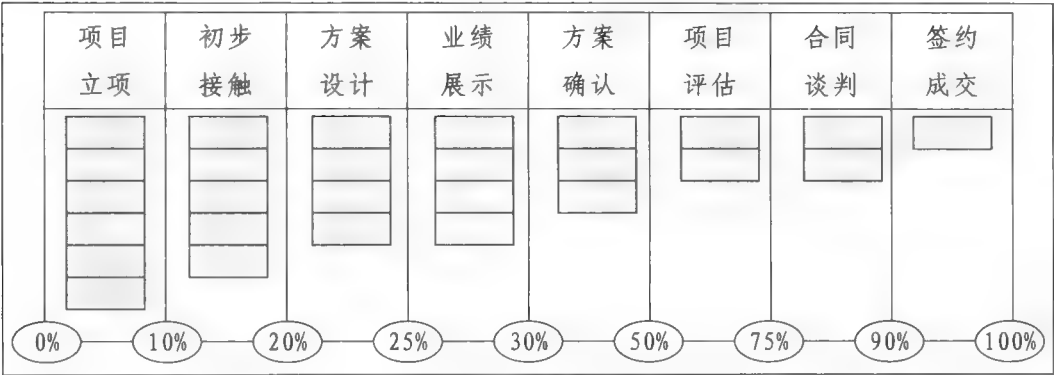 项目 初步 方案 业绩 方案 项目 合同 签约
立项 接触 设计 展示 确认 评估 谈判 成交
0% 10% 20% 25% 30% 50% 75% 90% 100%